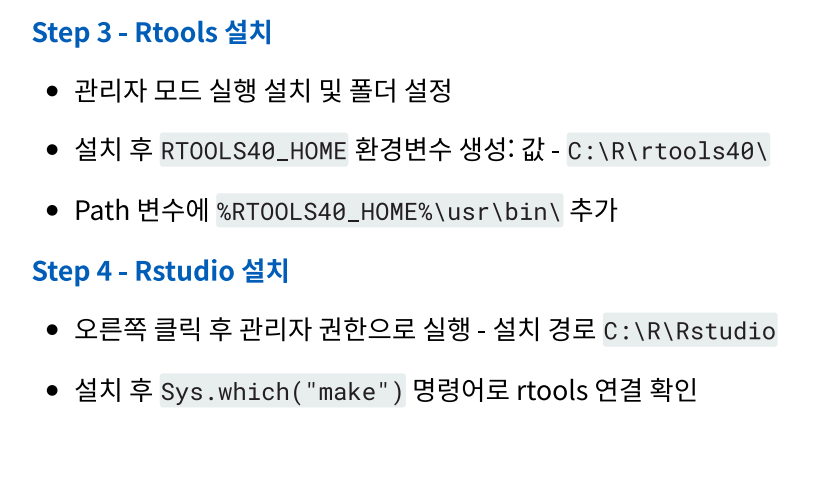 Step 3 - Rtools 설치
• 관리자 모드 실행 설치 및 폴더 설정
• 설치 후 RTOOLS40_HOME 환경변수 생성: 값 - C:\R\rtools40\
• Path 변수에 %RTOOLS40_HOME%\usr\bin\ 추가
Step 4 - Rstudio 설치
• 오른쪽 클릭 후 관리자 권한으로 실행 - 설치 경로 C:\R\Rstudio
• 설치 후 Sys.which("make") 명령어로 rtools 연결 확인